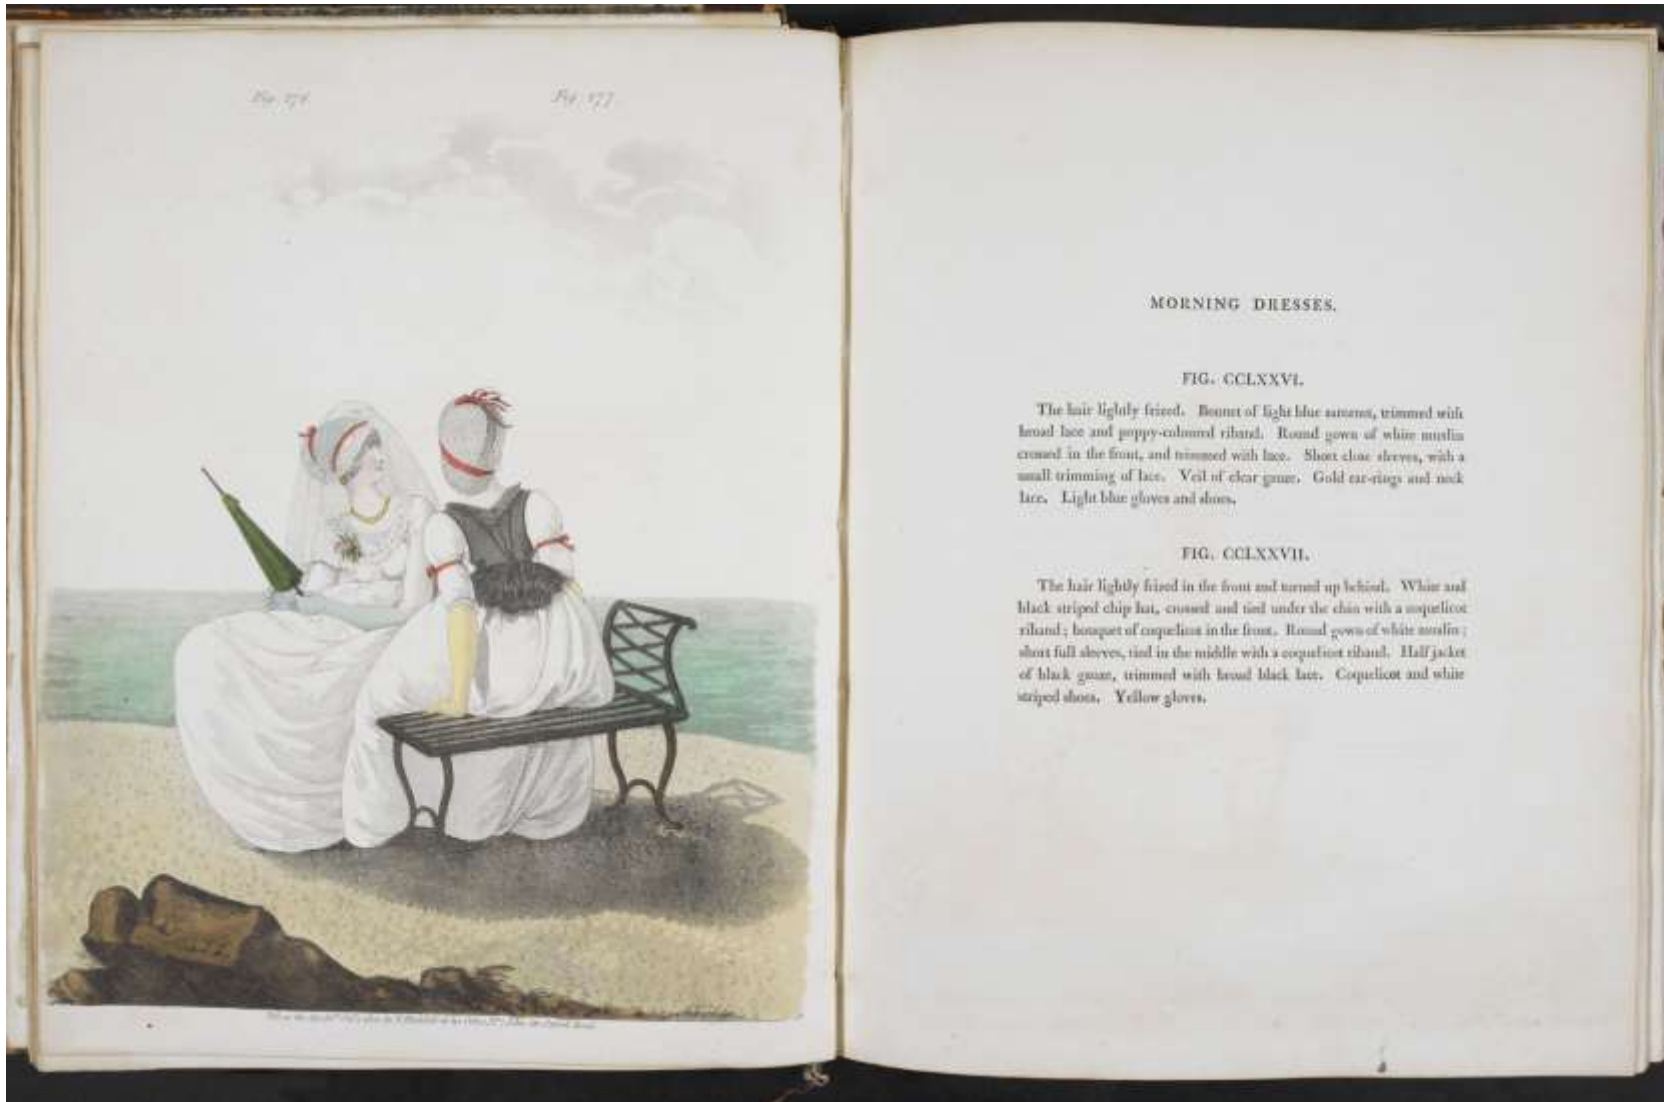 Fig. 276.
Fig. 277.
MORNING DRESSES.
FIG. CCLXXVI.
The hair lightly frized. Bonnet of light blue sarsenet, trimmed with
broad lace and poppy-coloured riband. Round gown of white muslin
crossed in the front, and trimmed with lace. Short close sleeves, with a
small trimming of lace. Veil of clear gauze. Gold ear-rings and neck
lace. Light blue gloves and shoes.
FIG. CCLXXVII.
The hair lightly frized in the front and turned up behind. White and
black striped chip hat, crossed and tied under the chin with a coquelicot
riband; bouquet of coquelicot in the front. Round gown of white muslin;
short full sleeves, tied in the middle with a coquelicot riband. Half jacket
of black gauze, trimmed with broad black lace. Coquelicot and white
striped shoes. Yellow gloves.